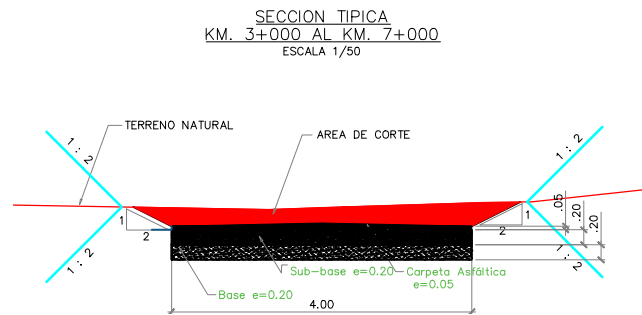 SECCION TIPICA
KM. 3+000 AL KM. 7+000
ESCALA 1/50
TERRENO NATURAL
AREA DE CORTE
1 : 2
1 : 2
1
2
1
2
.05
.20
.20
1 : 2
1 : 2
Sub-base e=0.20
Carpeta Asfáltica
e=0.05
Base e=0.20
4.00